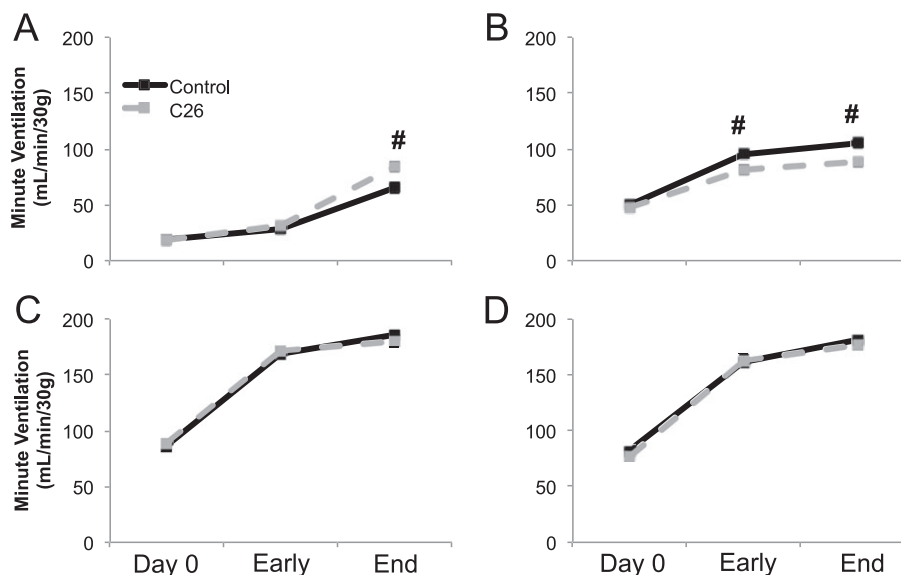 A
B
200
150
100
50
0
Minute Ventilation
(mL/min/30g)
Control
C26
#
200
150
100
50
0
#
#
C
D
200
150
100
50
0
Minute Ventilation
(mL/min/30g)
Day 0 Early End
200
150
100
50
0
Day 0 Early End